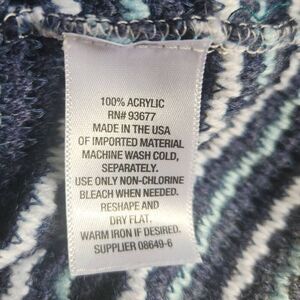 100% ACRYLIC
RN# 93677
MADE IN THE USA
OF IMPORTED MATERIAL
MACHINE WASH COLD,
SEPARATELY.
USE ONLY NON-CHLORINE
BLEACH WHEN NEEDED.
RESHAPE AND
DRY FLAT.
WARM IRON IF DESIRED.
SUPPLIER 08649-6